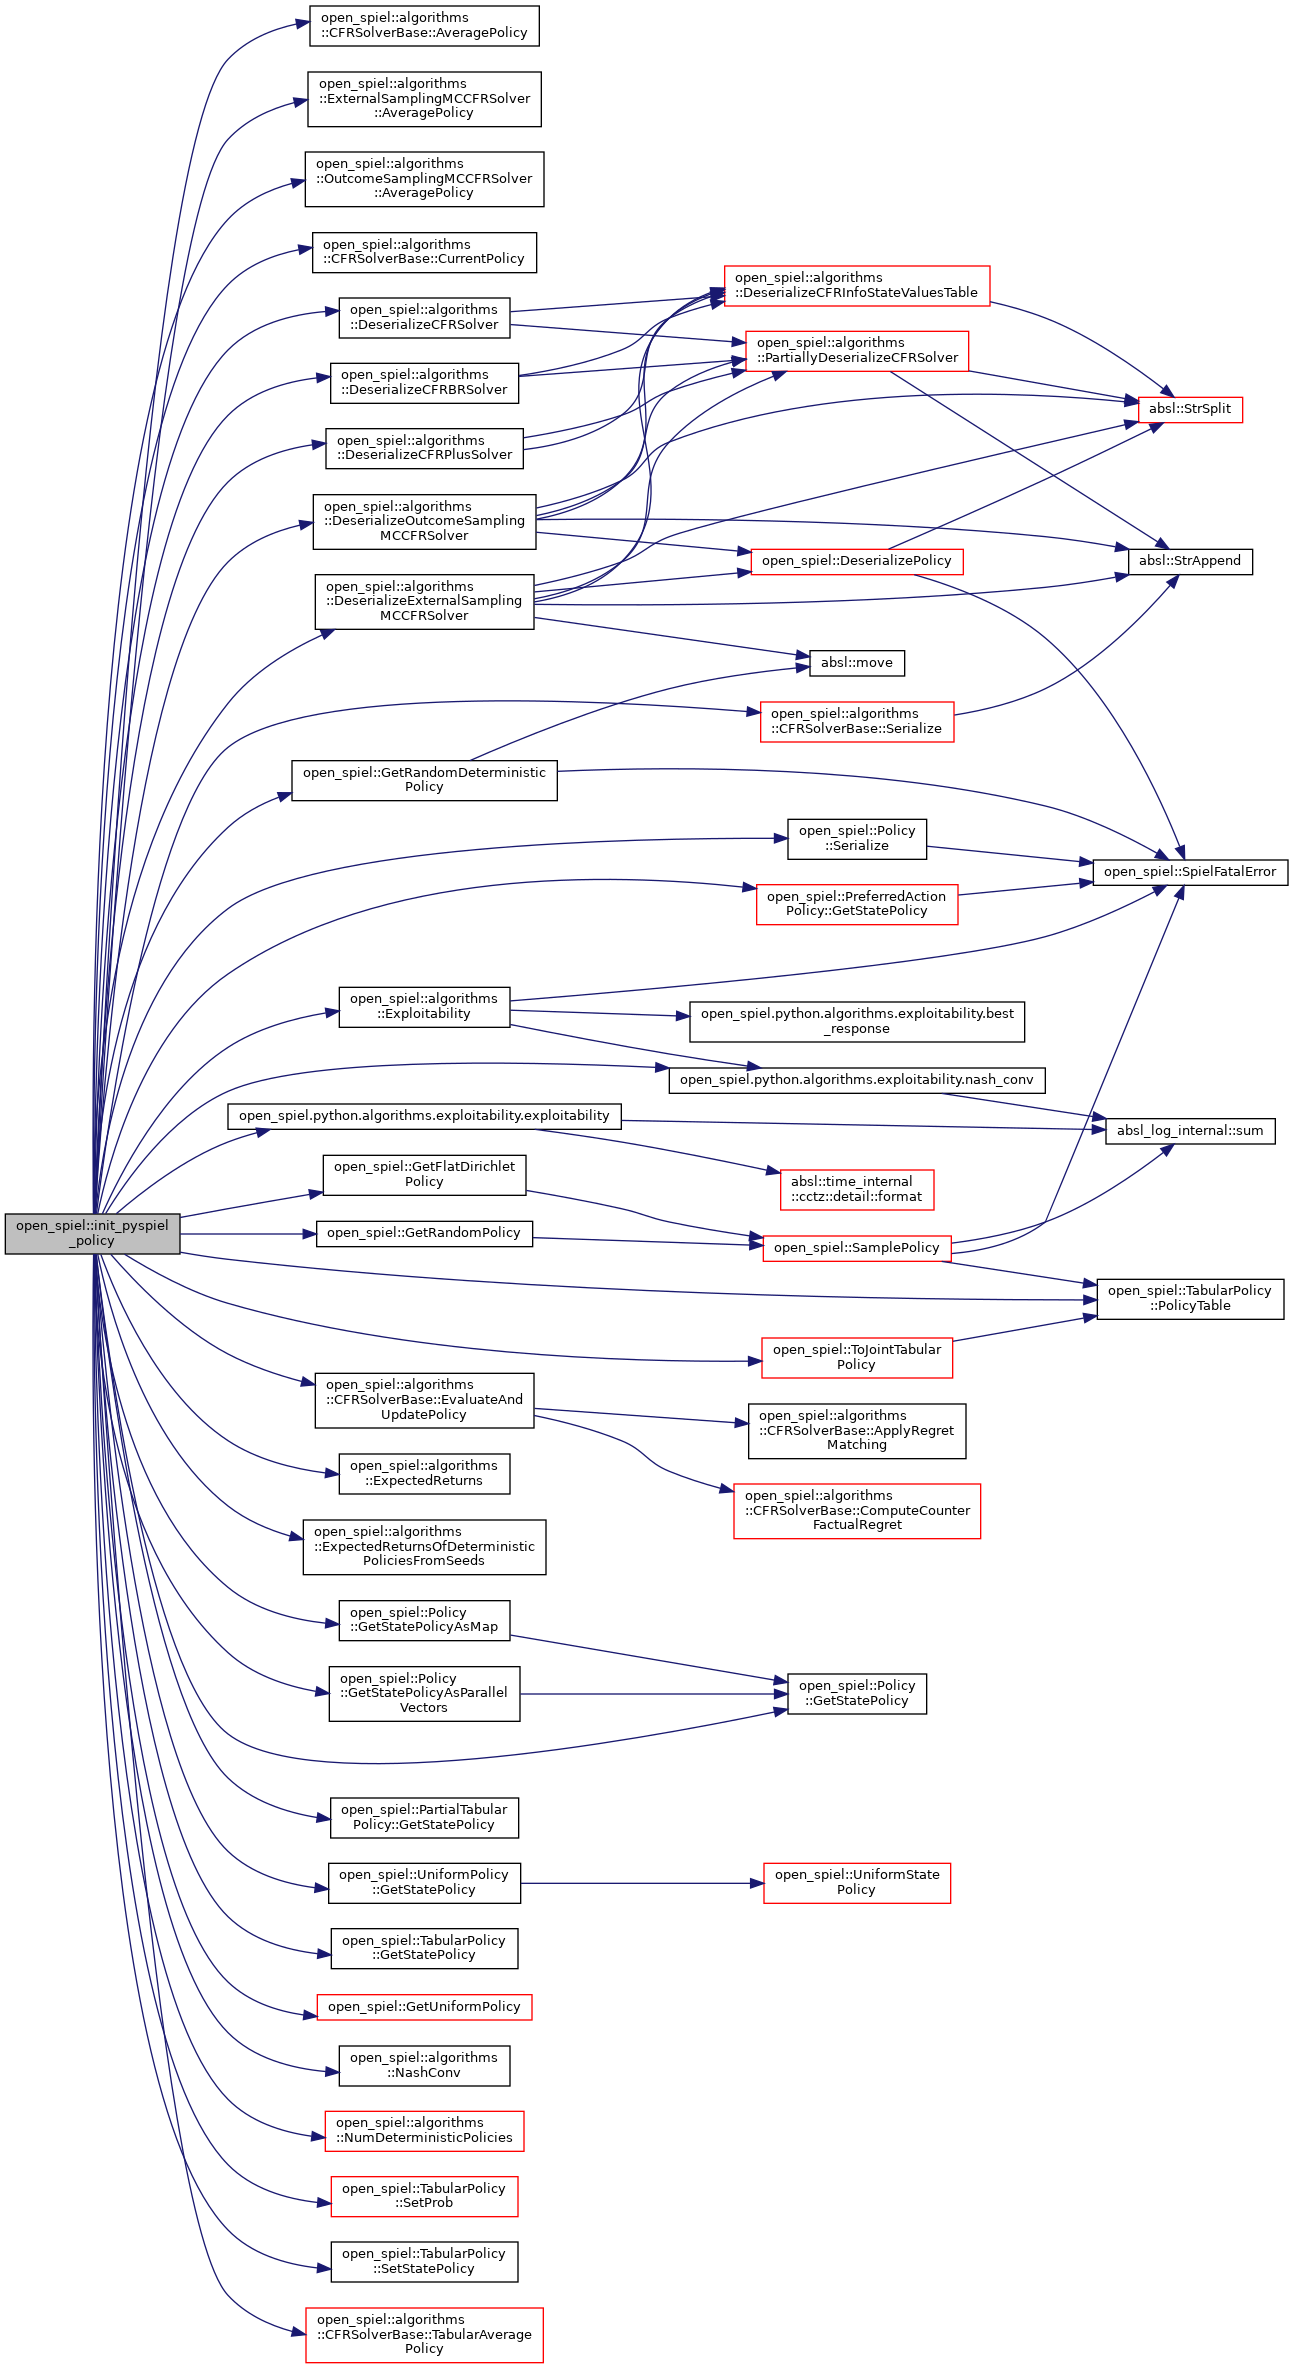 open_spiel::algorithms
::CFRSolverBase::AveragePolicy
open_spiel::algorithms
::ExternalSamplingMCCFRSolver
::AveragePolicy
open_spiel::algorithms
::OutcomeSamplingMCCFRSolver
::AveragePolicy
open_spiel::algorithms
::CFRSolverBase::CurrentPolicy
open_spiel::algorithms
::DeserializeCFRSolver
open_spiel::algorithms
::DeserializeCFRBRSolver
open_spiel::algorithms
::DeserializeCFRPlusSolver
open_spiel::algorithms
::DeserializeOutcomeSampling
MCCFRSolver
open_spiel::algorithms
::DeserializeExternalSampling
MCCFRSolver
open_spiel::algorithms
::DeserializeCFRInfoStateValuesTable
open_spiel::algorithms
::PartiallyDeserializeCFRSolver
absl::StrSplit
open_spiel::DeserializePolicy
absl::StrAppend
absl::move
open_spiel::algorithms
::CFRSolverBase::Serialize
open_spiel::GetRandomDeterministic
Policy
open_spiel::Policy
::Serialize
open_spiel::SpielFatalError
open_spiel::PreferredAction
Policy::GetStatePolicy
open_spiel::algorithms
::Exploitability
open_spiel.python.algorithms.exploitability.best
_response
open_spiel.python.algorithms.exploitability.nash_conv
open_spiel.python.algorithms.exploitability.exploitability
absl_log_internal::sum
open_spiel::GetFlatDirichlet
Policy
absl::time_internal
::cctz::detail::format
open_spiel::init_pyspiel
_policy
open_spiel::GetRandomPolicy
open_spiel::SamplePolicy
open_spiel::TabularPolicy
::PolicyTable
open_spiel::ToJointTabular
Policy
open_spiel::algorithms
::CFRSolverBase::EvaluateAnd
UpdatePolicy
open_spiel::algorithms
::CFRSolverBase::ApplyRegret
Matching
open_spiel::algorithms
::ExpectedReturns
open_spiel::algorithms
::CFRSolverBase::ComputeCounter
FactualRegret
open_spiel::algorithms
::ExpectedReturnsOfDeterministic
PoliciesFromSeeds
open_spiel::Policy
::GetStatePolicyAsMap
open_spiel::Policy
::GetStatePolicyAsParallel
Vectors
open_spiel::Policy
::GetStatePolicy
open_spiel::PartialTabular
Policy::GetStatePolicy
open_spiel::UniformPolicy
::GetStatePolicy
open_spiel::UniformState
Policy
open_spiel::TabularPolicy
::GetStatePolicy
open_spiel::GetUniformPolicy
open_spiel::algorithms
::NashConv
open_spiel::algorithms
::NumDeterministicPolicies
open_spiel::TabularPolicy
::SetProb
open_spiel::TabularPolicy
::SetStatePolicy
open_spiel::algorithms
::CFRSolverBase::TabularAverage
Policy